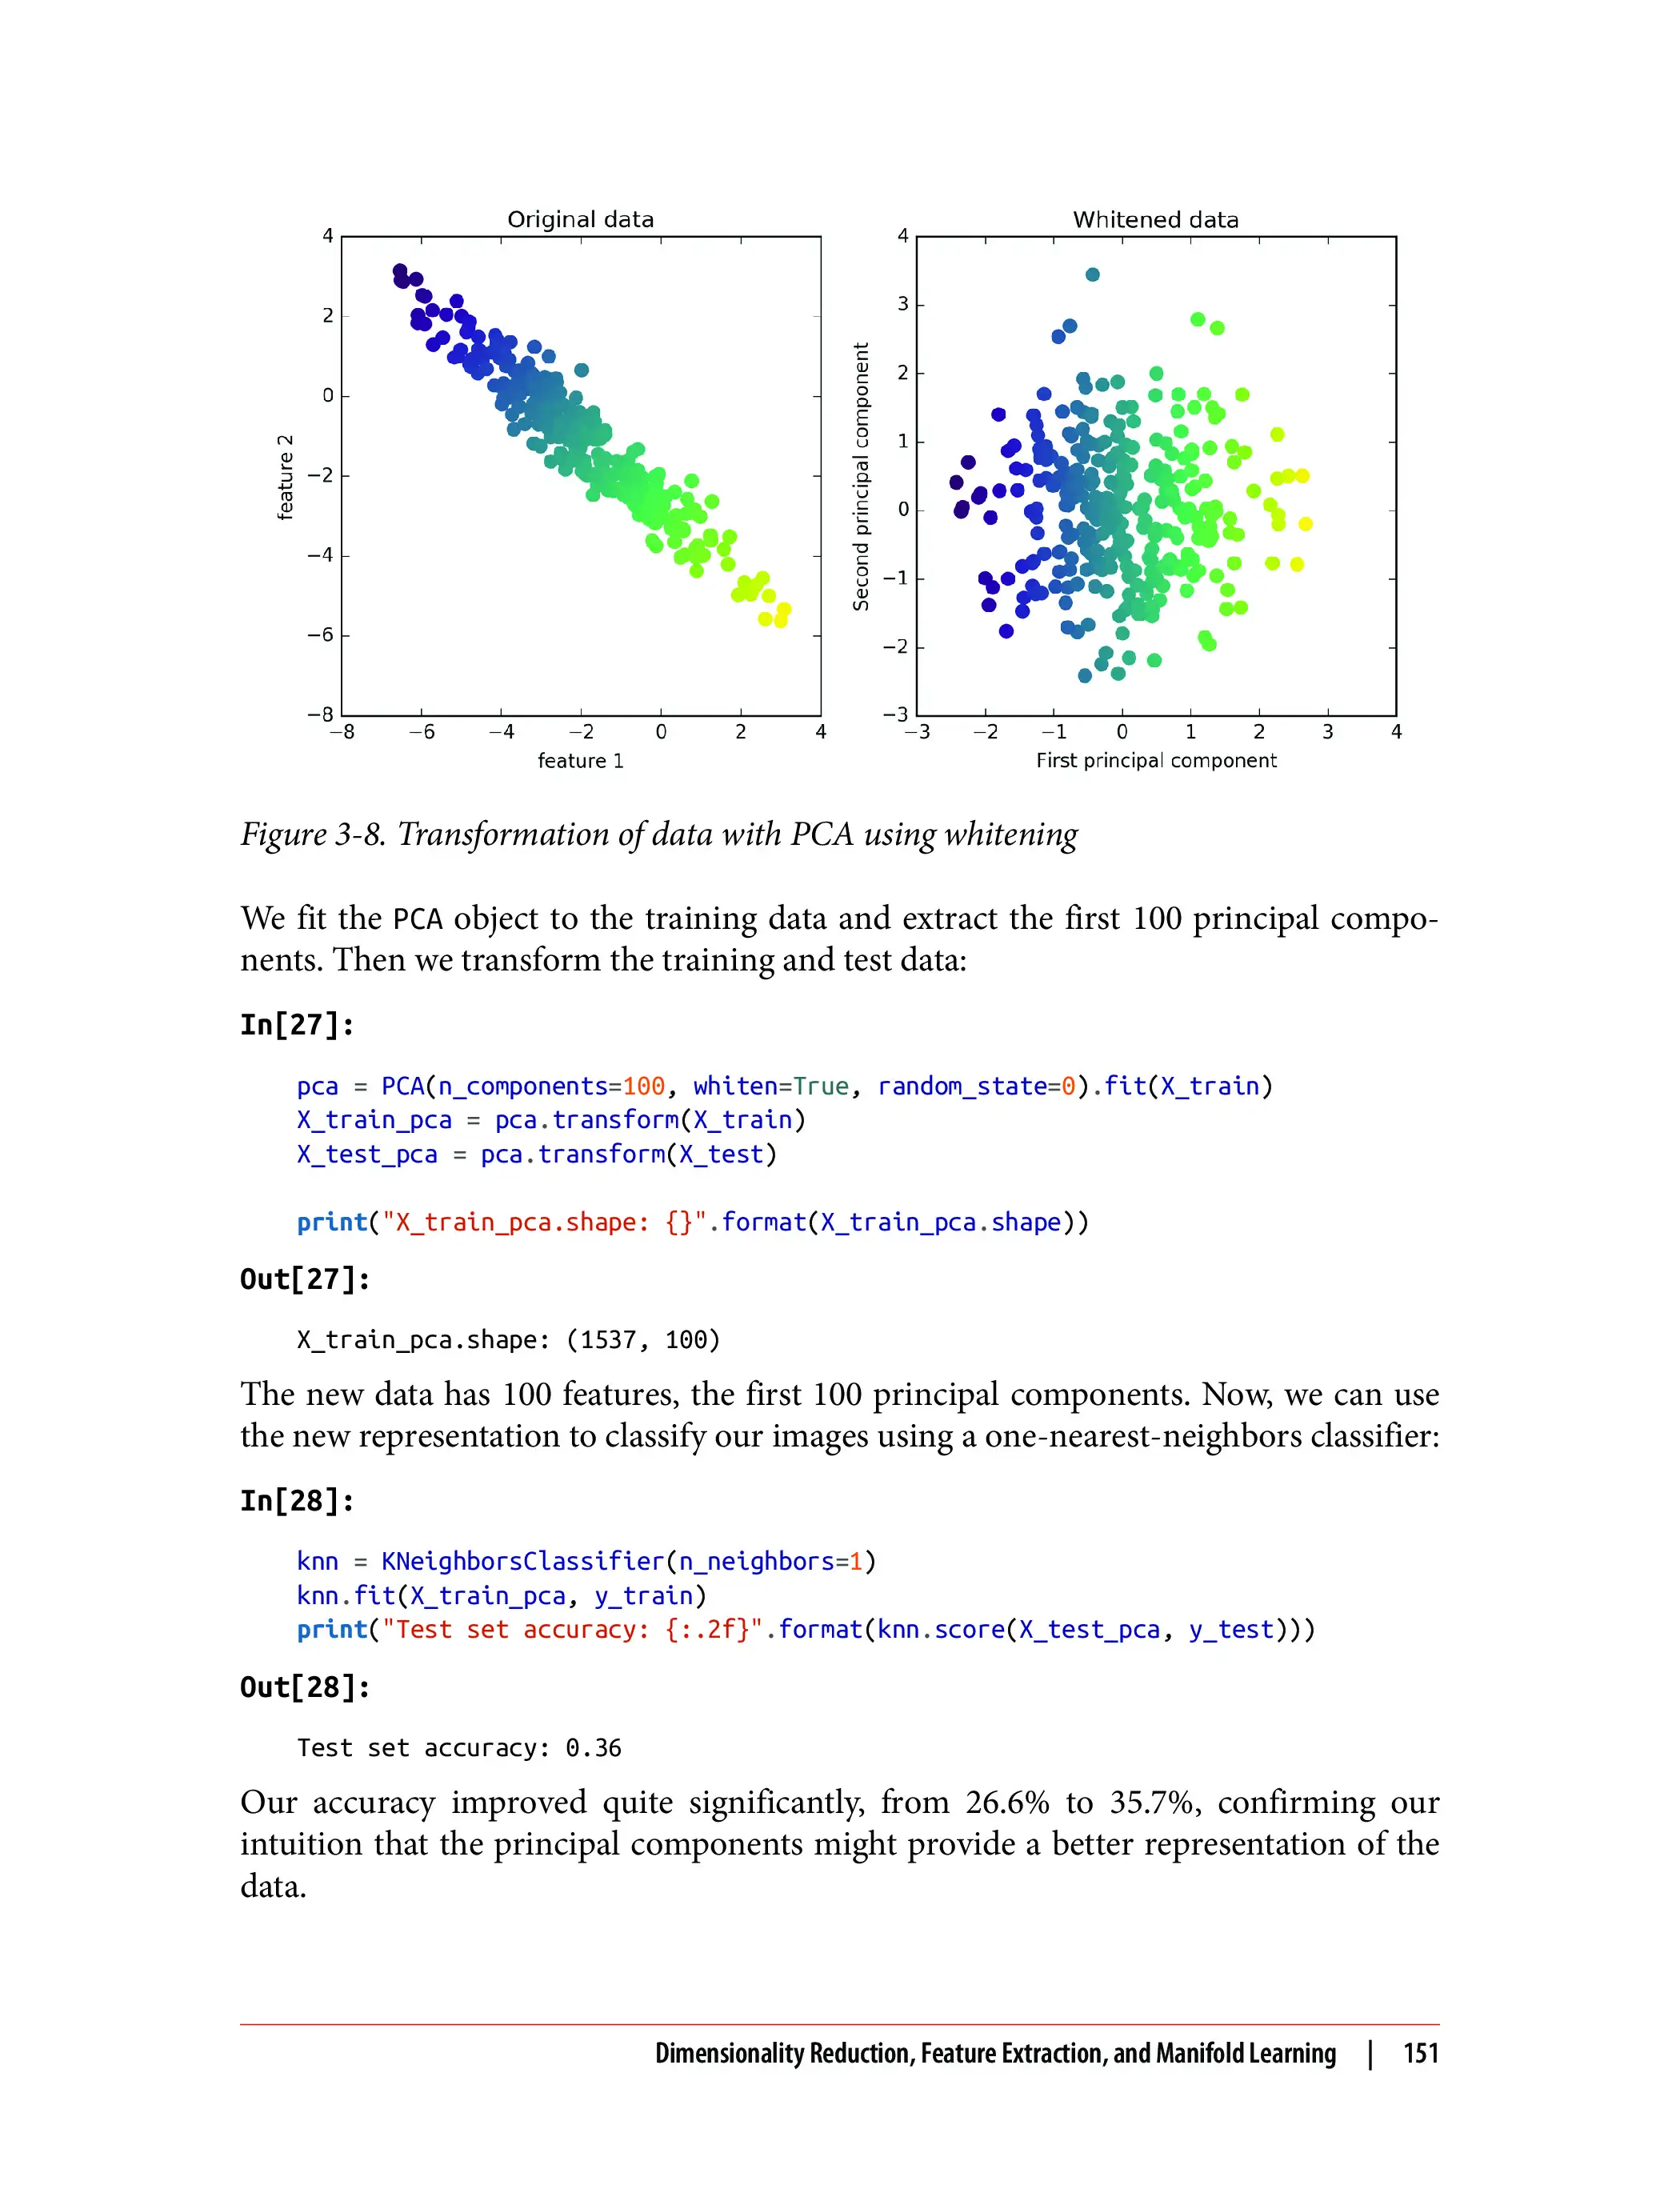 Original data
4
2
0
−2
−4
−6
−8
−8 −6 −4 −2 0 2 4
feature 1
feature 2
Whitened data
4
3
2
1
0
−1
−2
−3
−3 −2 −1 0 1 2 3 4
First principal component
Second principal component
Figure 3-8. Transformation of data with PCA using whitening
We fit the PCA object to the training data and extract the first 100 principal compo-
nents. Then we transform the training and test data:
In[27]:
pca = PCA(n_components=100, whiten=True, random_state=0).fit(X_train)
X_train_pca = pca.transform(X_train)
X_test_pca = pca.transform(X_test)
print("X_train_pca.shape: {}".format(X_train_pca.shape))
Out[27]:
X_train_pca.shape: (1537, 100)
The new data has 100 features, the first 100 principal components. Now, we can use
the new representation to classify our images using a one-nearest-neighbors classifier:
In[28]:
knn = KNeighborsClassifier(n_neighbors=1)
knn.fit(X_train_pca, y_train)
print("Test set accuracy: {:.2f}".format(knn.score(X_test_pca, y_test)))
Out[28]:
Test set accuracy: 0.36
Our accuracy improved quite significantly, from 26.6% to 35.7%, confirming our
intuition that the principal components might provide a better representation of the
data.
Dimensionality Reduction, Feature Extraction, and Manifold Learning | 151